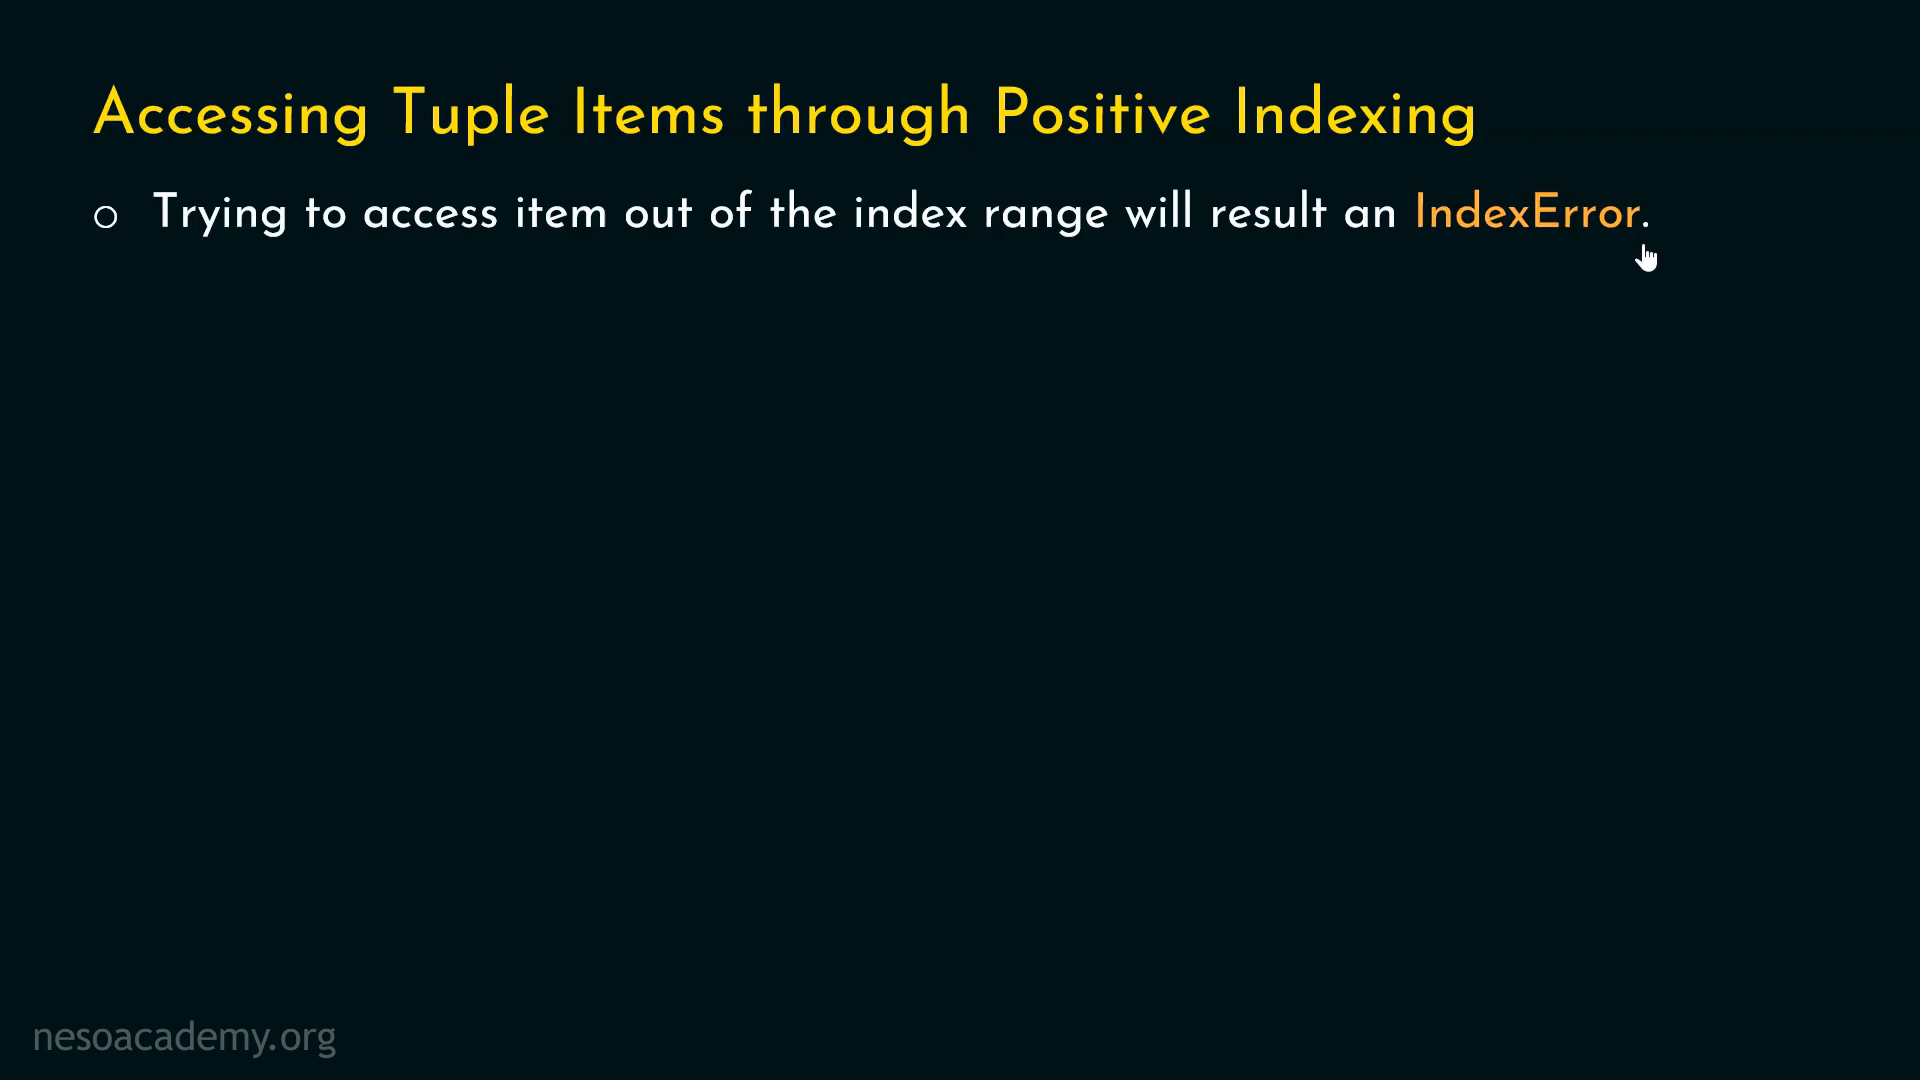 Accessing Tuple Items through Positive Indexing
○ Trying to access item out of the index range will result an IndexError.
nesoacademy.org